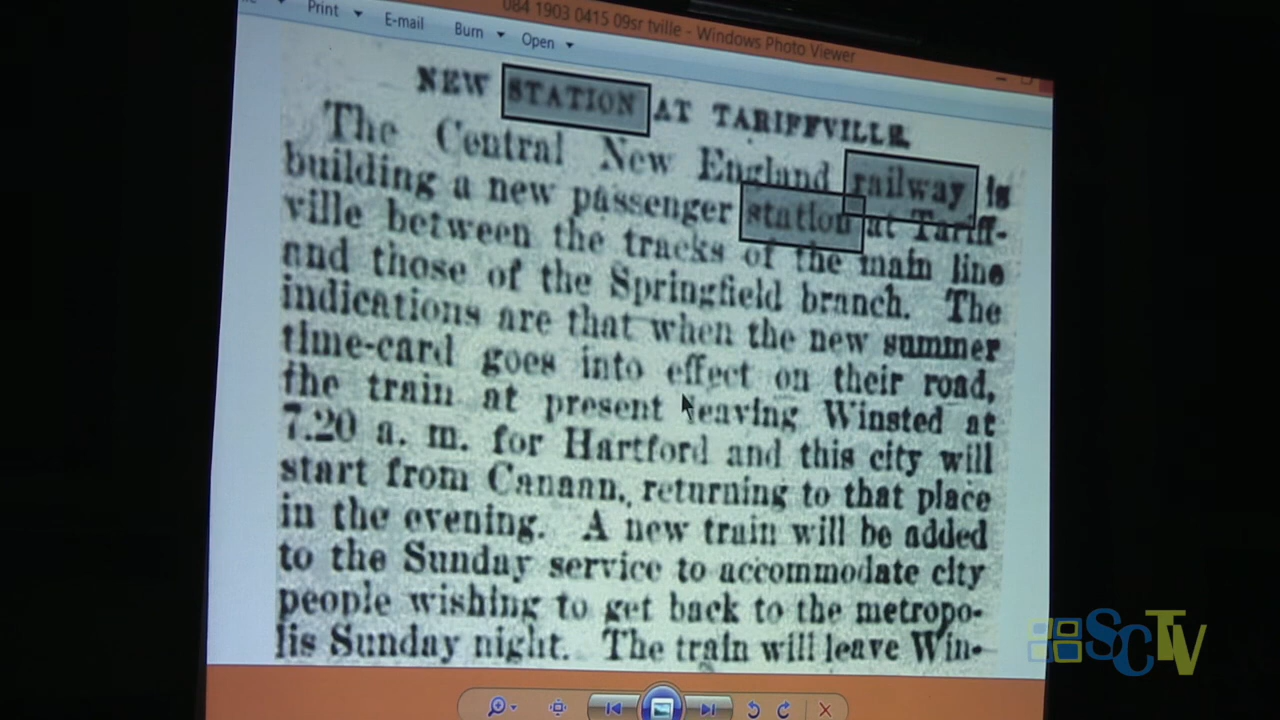 084 1903 0415 09sr tville - Windows Photo Viewer
Print E-mail Burn Open
NEW STATION AT TARIFFVILLE.
The Central New England railway is
building a new passenger station at Tariff-
ville between the tracks of the main line
and those of the Springfield branch. The
indications are that when the new summer
time-card goes into effect on their road,
the train at present leaving Winsted at
7.20 a. m. for Hartford and this city will
start from Canaan, returning to that place
in the evening. A new train will be added
to the Sunday service to accommodate city
people wishing to get back to the metropo-
lis Sunday night. The train will leave Win-
SCTV